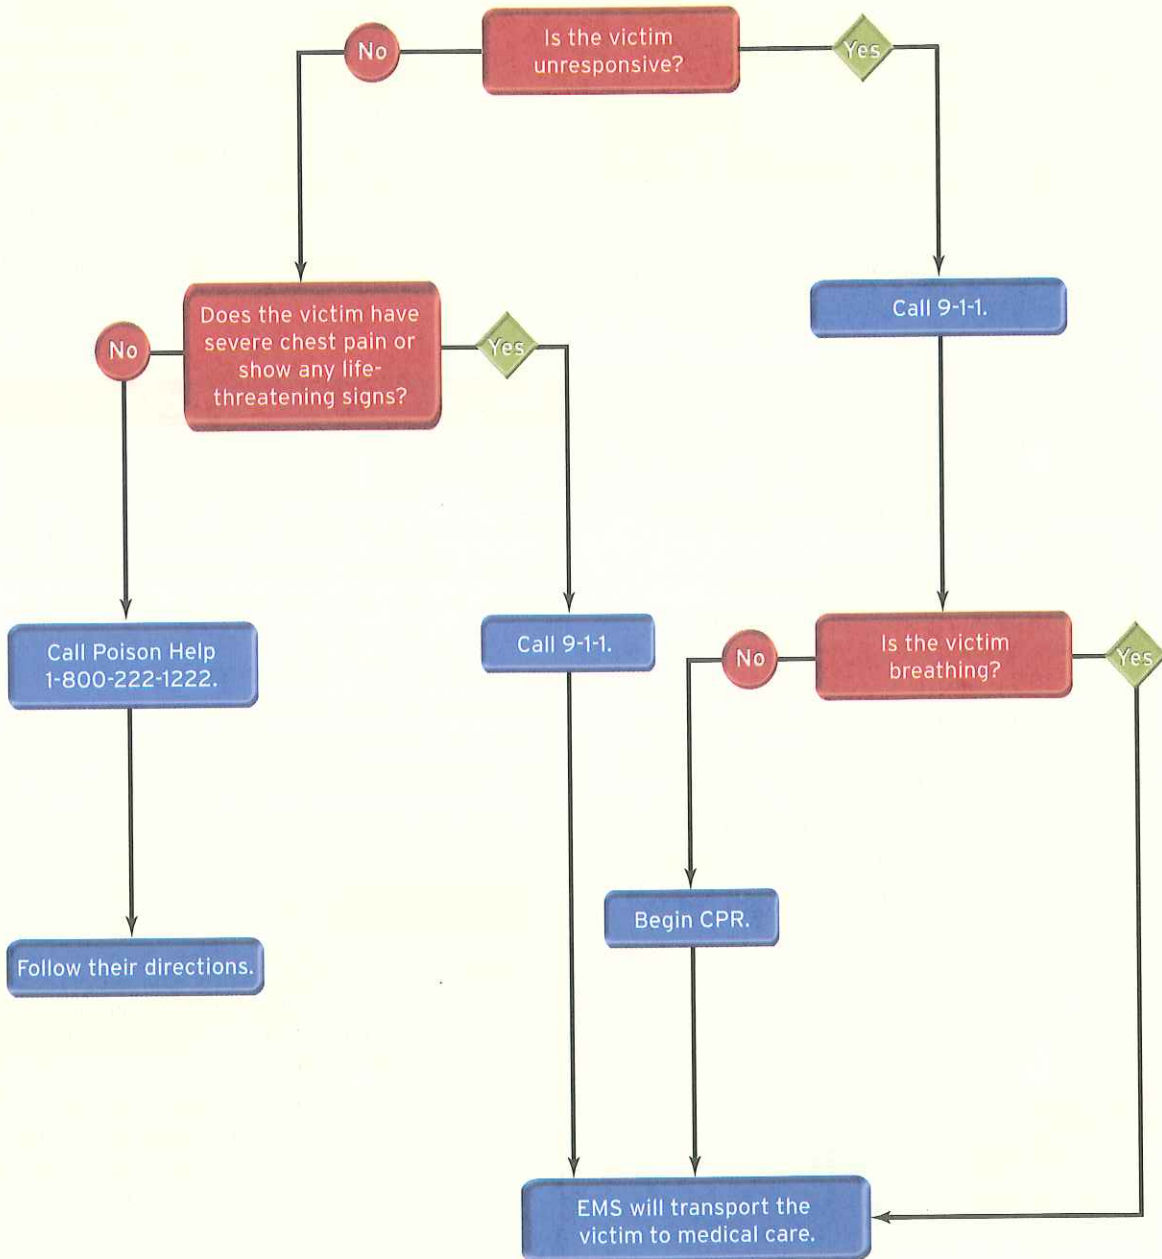 No
Is the victim
unresponsive?
Yes
Does the victim have
severe chest pain or
show any life-
threatening signs?
No
Yes
Call 9-1-1.
Call Poison Help
1-800-222-1222.
Call 9-1-1.
No
Is the victim
breathing?
Yes
Begin CPR.
Follow their directions.
EMS will transport the
victim to medical care.